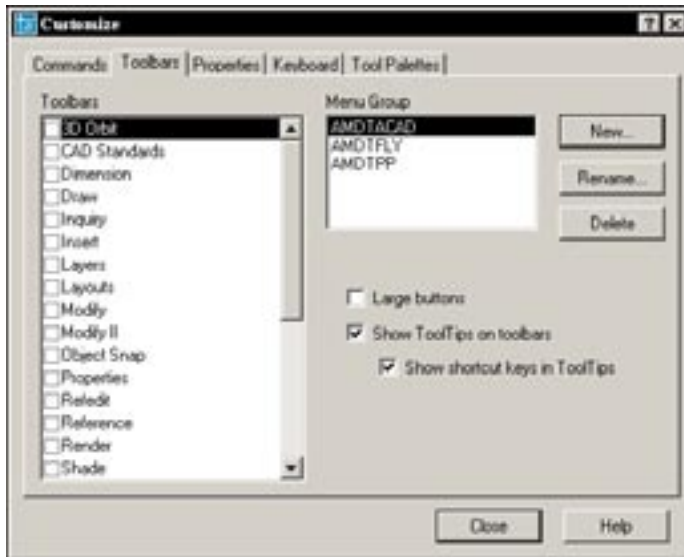 Customize
Commands Toolbars Properties Keyboard Tool Palettes
Toolbars
3D Orbit
CAD Standards
Dimension
Draw
Inquiry
Insert
Layers
Layouts
Modify
Modify II
Object Snap
Properties
Refedit
Reference
Render
Shade
Menu Group
AMDTACAD
AMDTFLY
AMDTPP
New...
Rename...
Delete
Large buttons
Show ToolTips on toolbars
Show shortcut keys in ToolTips
Close
Help